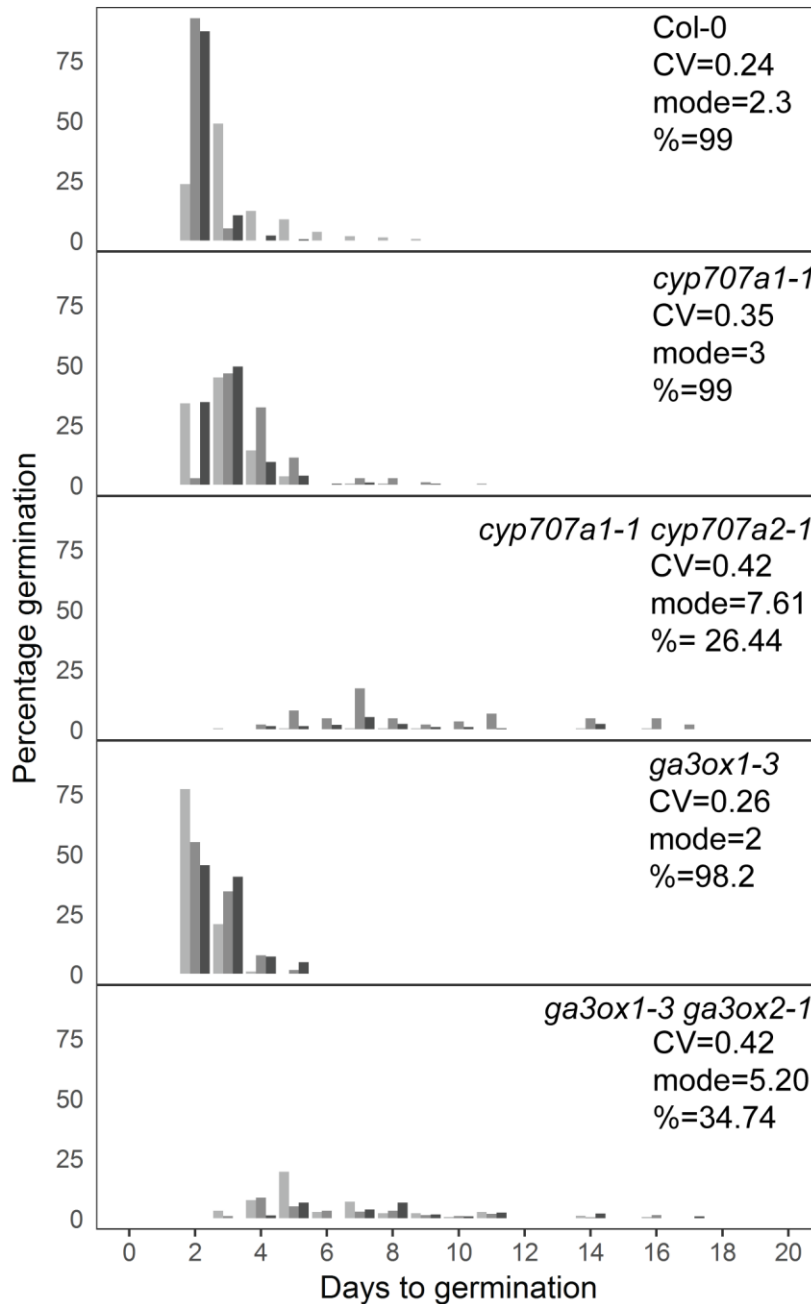 Percentage germination
75
50
25
0
Col-0
CV=0.24
mode=2.3
%=99
75
50
25
0
cyp707a1-1
CV=0.35
mode=3
%=99
75
50
25
0
cyp707a1-1 cyp707a2-1
CV=0.42
mode=7.61
%= 26.44
75
50
25
0
ga3ox1-3
CV=0.26
mode=2
%=98.2
75
50
25
0
ga3ox1-3 ga3ox2-1
CV=0.42
mode=5.20
%=34.74
0 2 4 6 8 10 12 14 16 18 20
Days to germination